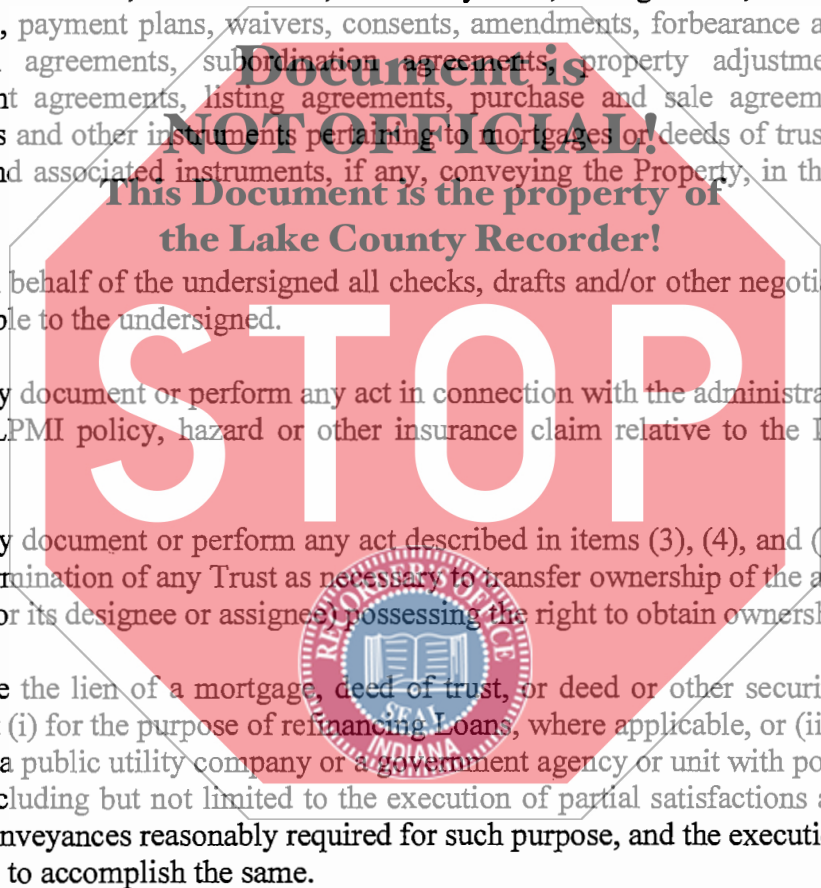 , payment plans, waivers, consents, amendments, forbearance a
agreements, subordination agreements, property adjustme
nt agreements, listing agreements, purchase and sale agreem
s and other instruments pertaining to mortgages or deeds of trus
nd associated instruments, if any, conveying the Property, in th
Document is
NOT OFFICIAL!
This Document is the property of
the Lake County Recorder!
behalf of the undersigned all checks, drafts and/or other negotia
ble to the undersigned.
STOP
y document or perform any act in connection with the administra
LPMI policy, hazard or other insurance claim relative to the
y document or perform any act described in items (3), (4), and (
mination of any Trust as necessary to transfer ownership of the a
or its designee or assignee) possessing the right to obtain ownersh
RECORDER'S OFFICE
SEAL
INDIANA
e the lien of a mortgage, deed of trust, or deed or other securi
(i) for the purpose of refinancing Loans, where applicable, or (ii
a public utility company or a government agency or unit with po
cluding but not limited to the execution of partial satisfactions a
nveyances reasonably required for such purpose, and the executi
to accomplish the same.